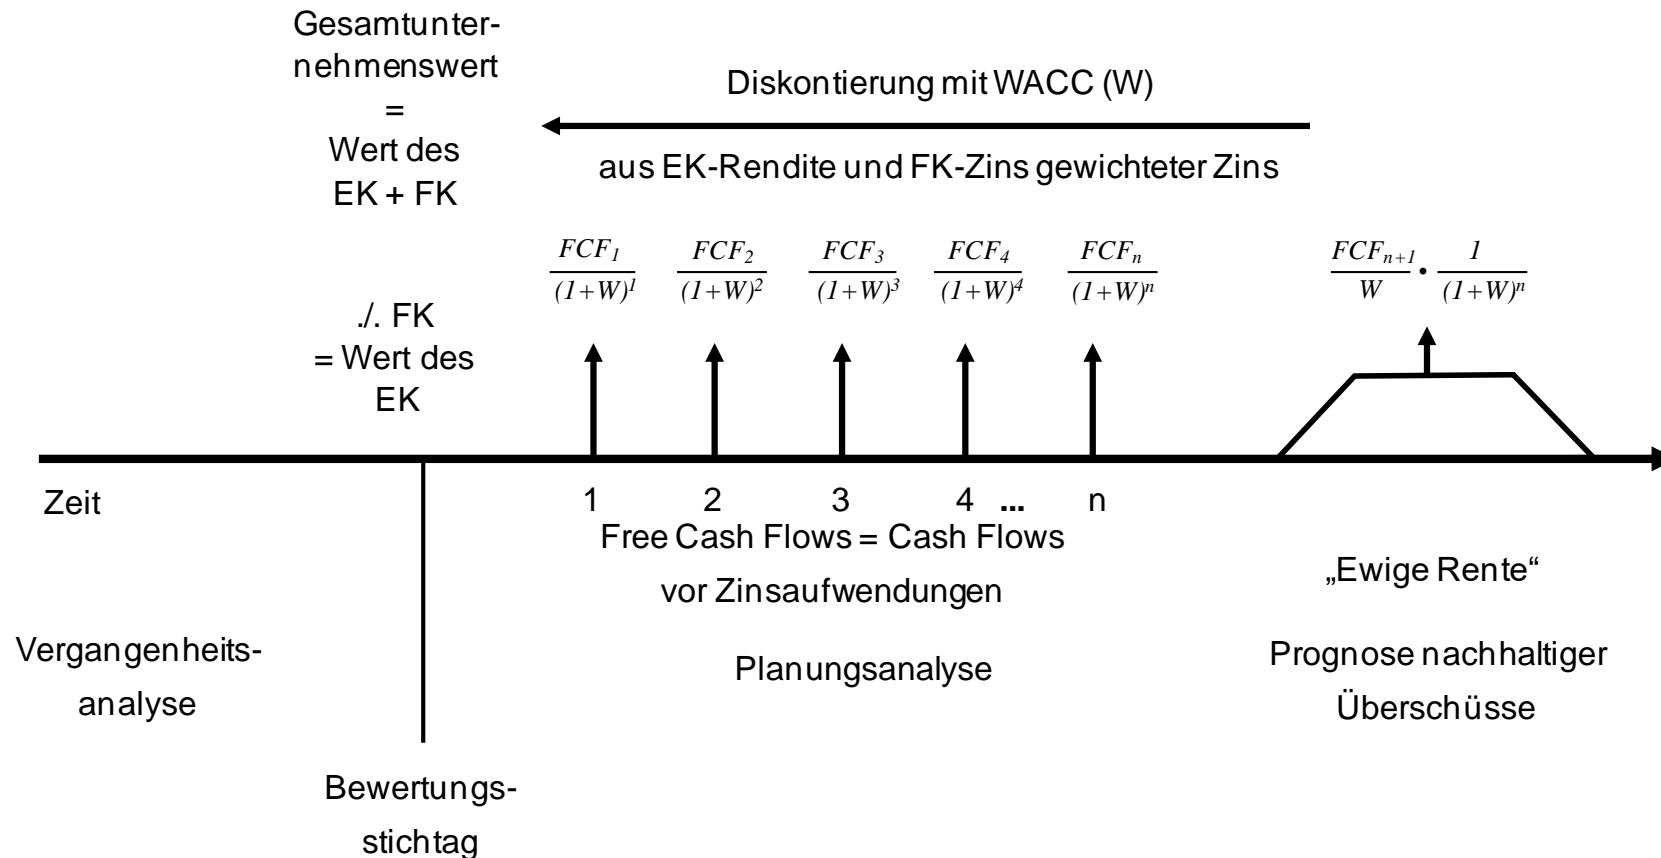 Gesamtunter-
nehmenswert
=
Wert des
EK + FK
Diskontierung mit WACC (W)
aus EK-Rendite und FK-Zins gewichteter Zins
./. FK
= Wert des
EK
FCF₁/(1+W)¹ FCF₂/(1+W)² FCF₃/(1+W)³ FCF₄/(1+W)⁴ FCFₙ/(1+W)ⁿ FCFₙ₊₁/W • 1/(1+W)ⁿ
Zeit 1 2 3 4 ... n
Free Cash Flows = Cash Flows
vor Zinsaufwendungen
„Ewige Rente“
Vergangenheits-
analyse
Planungsanalyse
Prognose nachhaltiger
Überschüsse
Bewertungs-
stichtag